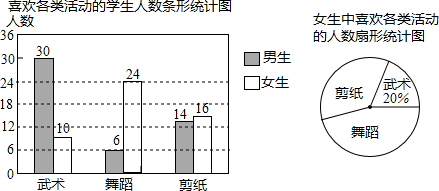 喜欢各类活动的学生人数条形统计图
人数
36
30
24
18
12
6
0
30
10
6
24
14
16
武术
舞蹈
剪纸
男生
女生
女生中喜欢各类活动
的人数扇形统计图
剪纸
武术
20%
舞蹈